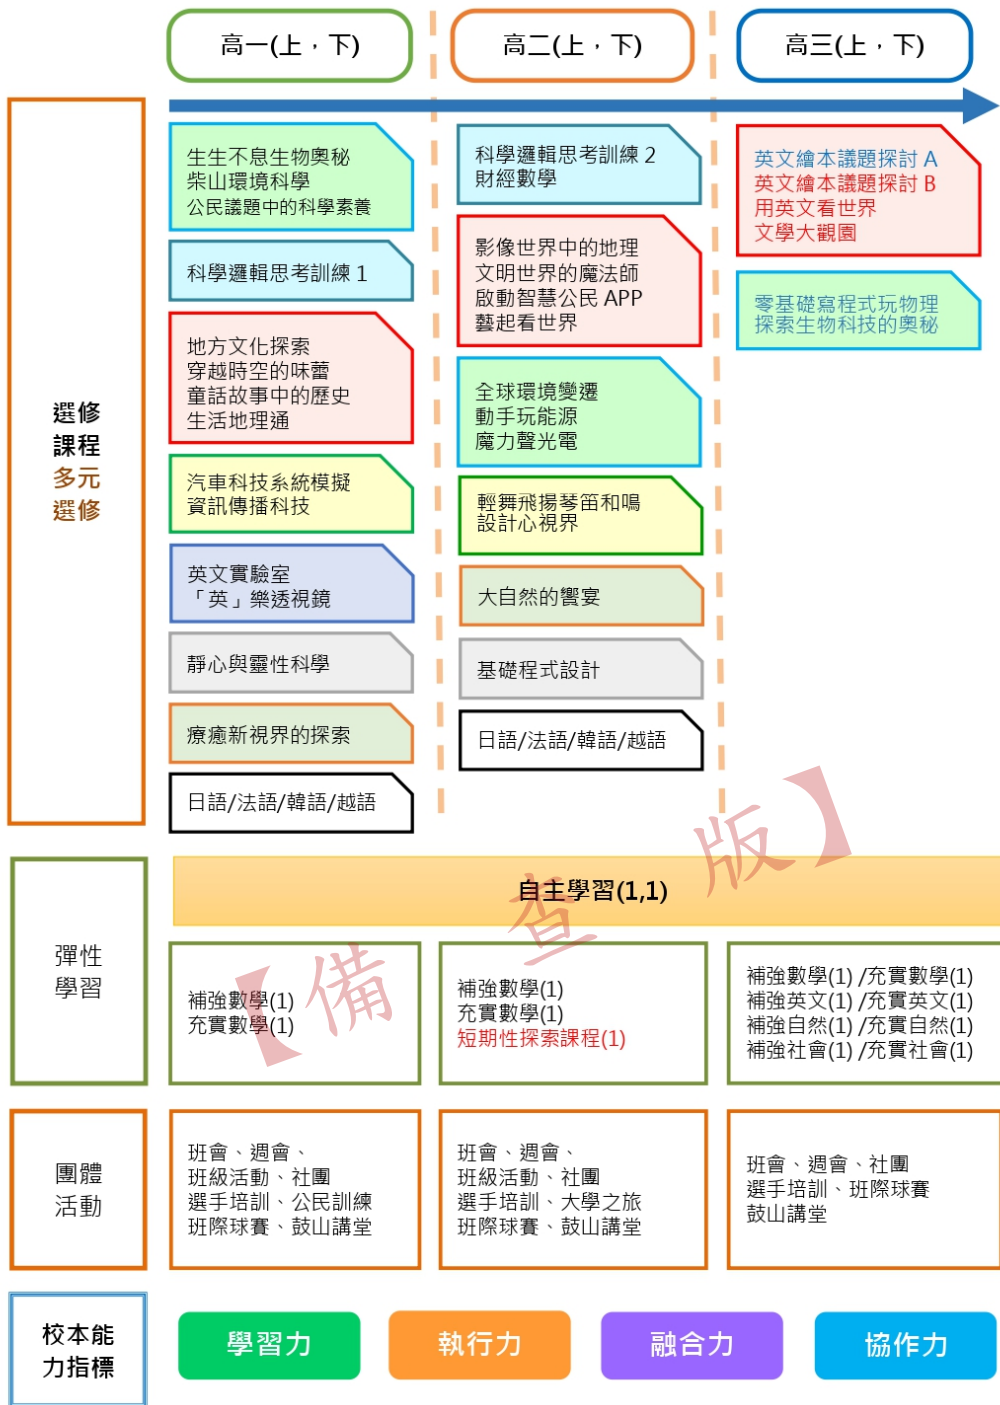 高一(上，下)
高二(上，下)
高三(上，下)
選修
課程
多元
選修
生生不息生物奧秘
柴山環境科學
公民議題中的科學素養
科學邏輯思考訓練 1
地方文化探索
穿越時空的味蕾
童話故事中的歷史
生活地理通
汽車科技系統模擬
資訊傳播科技
英文實驗室
「英」樂透視鏡
靜心與靈性科學
療癒新視界的探索
日語/法語/韓語/越語
科學邏輯思考訓練 2
財經數學
影像世界中的地理
文明世界的魔法師
啟動智慧公民 APP
藝起看世界
全球環境變遷
動手玩能源
魔力聲光電
輕舞飛揚琴笛和鳴
設計心視界
大自然的饗宴
基礎程式設計
日語/法語/韓語/越語
英文繪本議題探討 A
英文繪本議題探討 B
用英文看世界
文學大觀園
零基礎寫程式玩物理
探索生物科技的奧秘
彈性
學習
自主學習(1,1)
補強數學(1)
充實數學(1)
補強數學(1)
充實數學(1)
短期性探索課程(1)
補強數學(1) /充實數學(1)
補強英文(1) /充實英文(1)
補強自然(1) /充實自然(1)
補強社會(1) /充實社會(1)
【備查版】
團體
活動
班會、週會、
班級活動、社團
選手培訓、公民訓練
班際球賽、鼓山講堂
班會、週會、
班級活動、社團
選手培訓、大學之旅
班際球賽、鼓山講堂
班會、週會、社團
選手培訓、班際球賽
鼓山講堂
校本能
力指標
學習力
執行力
融合力
協作力